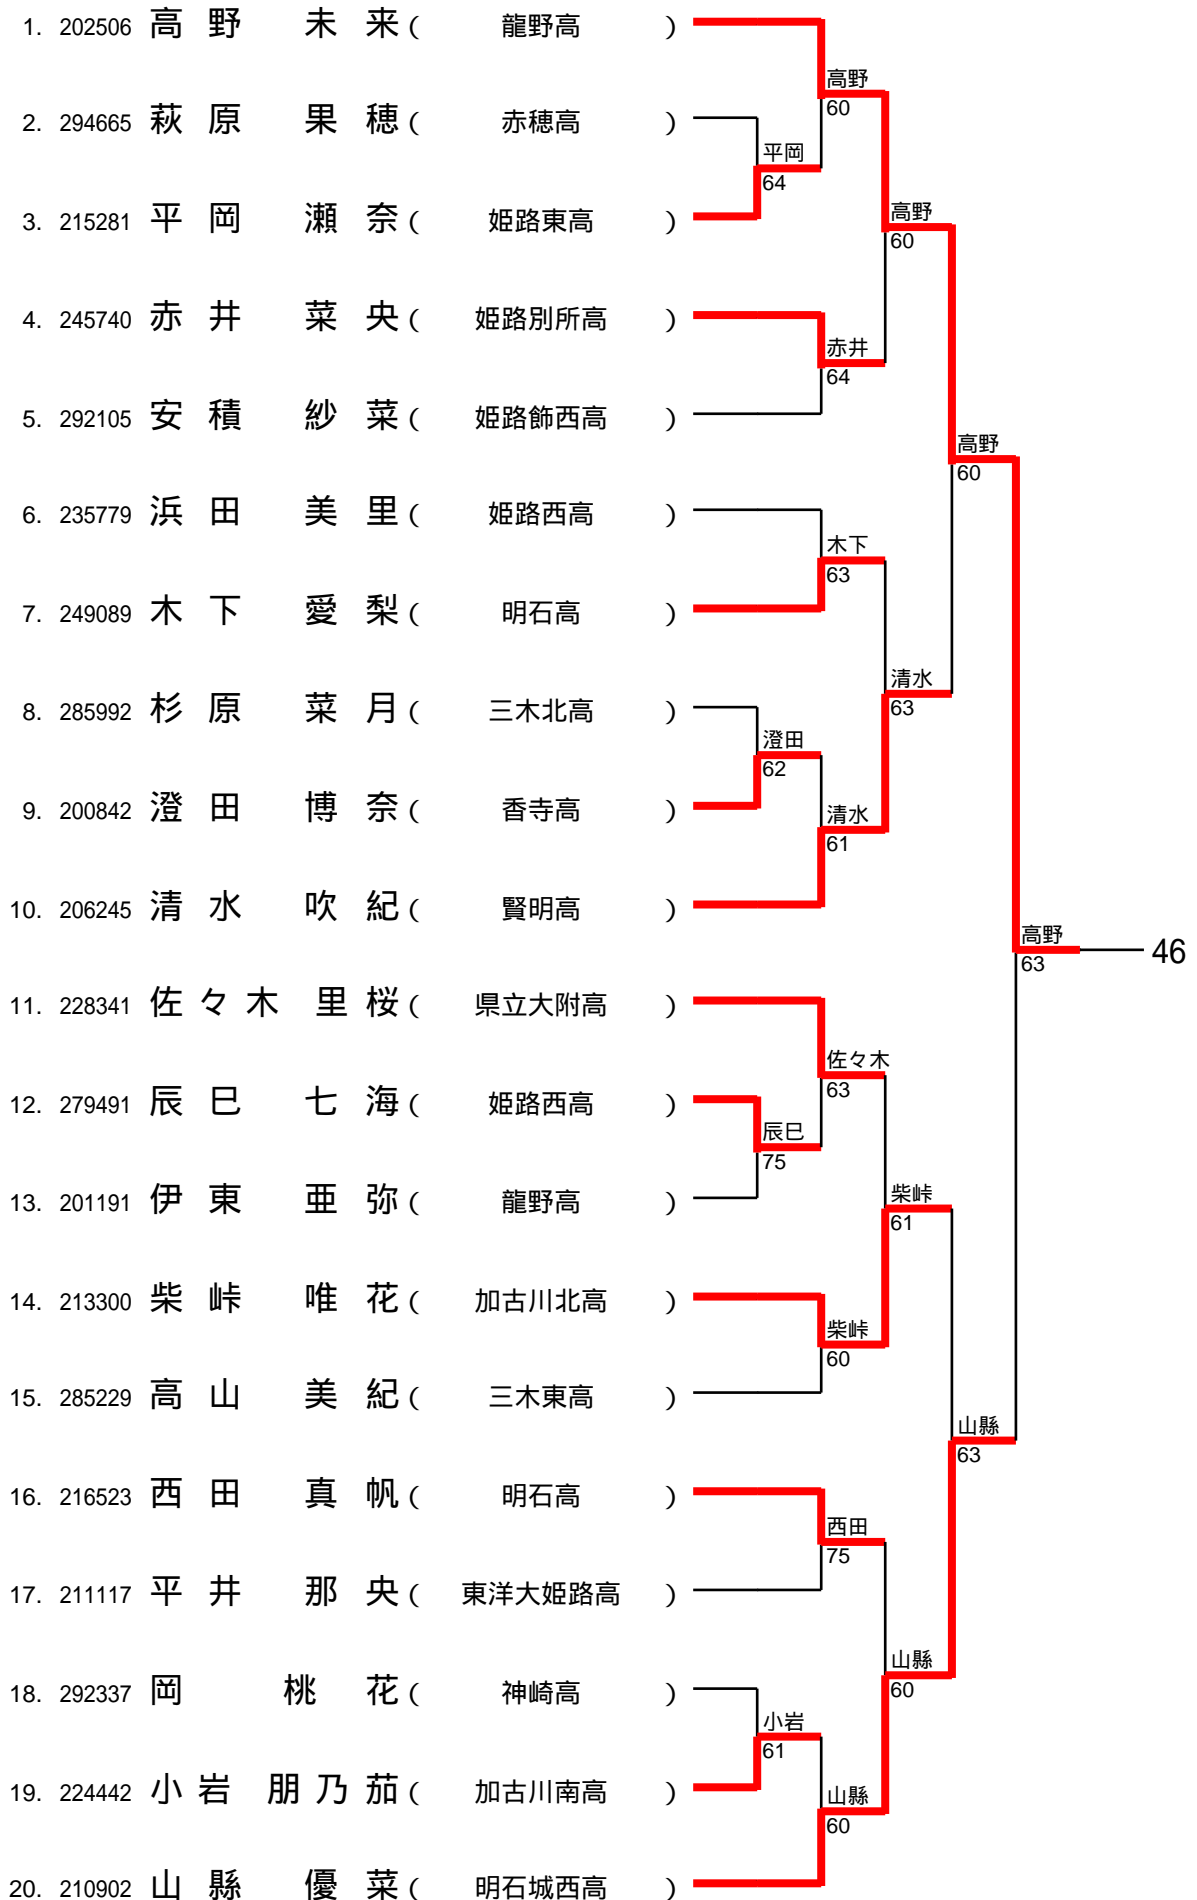 1. 202506 高野 未来 ( 龍野高 )
高野
60
2. 294665 萩原 果穂 ( 赤穂高 )
平岡
64
3. 215281 平岡 瀬奈 ( 姫路東高 )
高野
60
4. 245740 赤井 菜央 ( 姫路別所高 )
赤井
64
5. 292105 安積 紗菜 ( 姫路飾西高 )
高野
60
6. 235779 浜田 美里 ( 姫路西高 )
木下
63
7. 249089 木下 愛梨 ( 明石高 )
清水
63
8. 285992 杉原 菜月 ( 三木北高 )
澄田
62
9. 200842 澄田 博奈 ( 香寺高 )
清水
61
10. 206245 清水 吹紀 ( 賢明高 )
高野
63
46
11. 228341 佐々木 里桜 ( 県立大附高 )
佐々木
63
12. 279491 辰巳 七海 ( 姫路西高 )
辰巳
75
13. 201191 伊東 亜弥 ( 龍野高 )
柴峠
61
14. 213300 柴峠 唯花 ( 加古川北高 )
柴峠
60
15. 285229 高山 美紀 ( 三木東高 )
山縣
63
16. 216523 西田 真帆 ( 明石高 )
西田
75
17. 211117 平井 那央 ( 東洋大姫路高 )
山縣
60
18. 292337 岡 桃花 ( 神崎高 )
小岩
61
19. 224442 小岩 朋乃茄 ( 加古川南高 )
山縣
60
20. 210902 山縣 優菜 ( 明石城西高 )